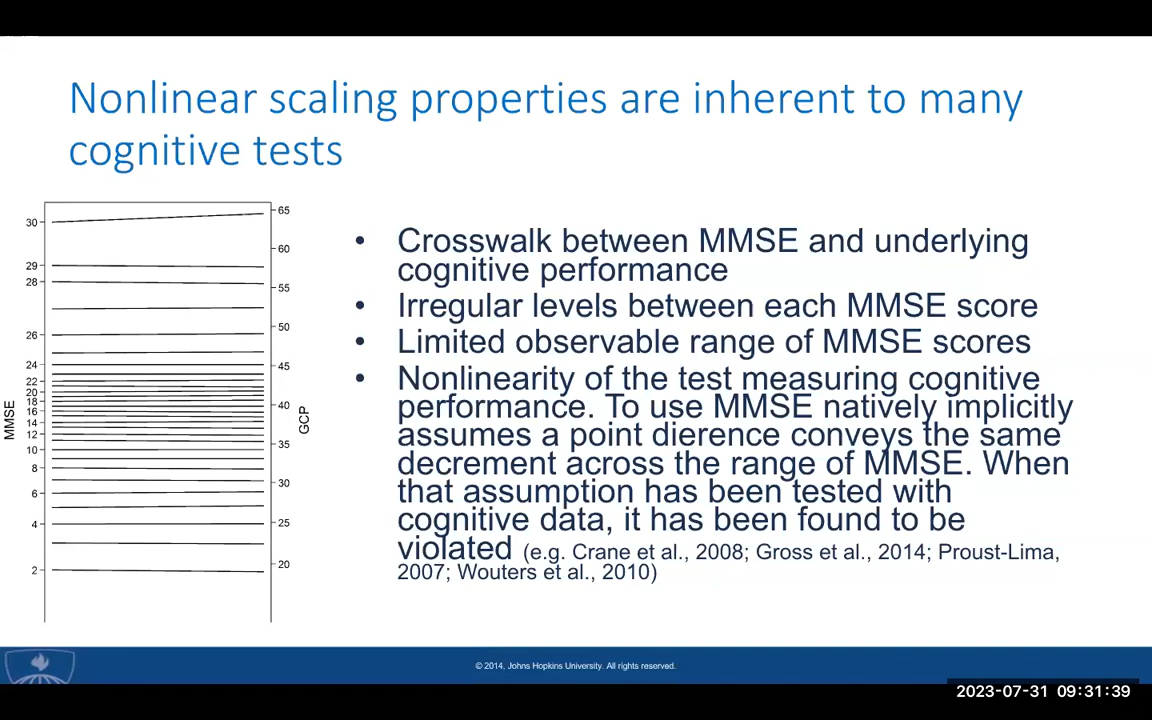 Nonlinear scaling properties are inherent to many
cognitive tests
30
29
28
26
24
22
20
18
16
14
12
10
8
6
4
2
MMSE
65
60
55
50
45
40
35
30
25
20
GCP
• Crosswalk between MMSE and underlying
cognitive performance
• Irregular levels between each MMSE score
• Limited observable range of MMSE scores
• Nonlinearity of the test measuring cognitive
performance. To use MMSE natively implicitly
assumes a point dierence conveys the same
decrement across the range of MMSE. When
that assumption has been tested with
cognitive data, it has been found to be
violated (e.g. Crane et al., 2008; Gross et al., 2014; Proust-Lima,
2007; Wouters et al., 2010)
© 2014, Johns Hopkins University. All rights reserved.
2023-07-31 09:31:39